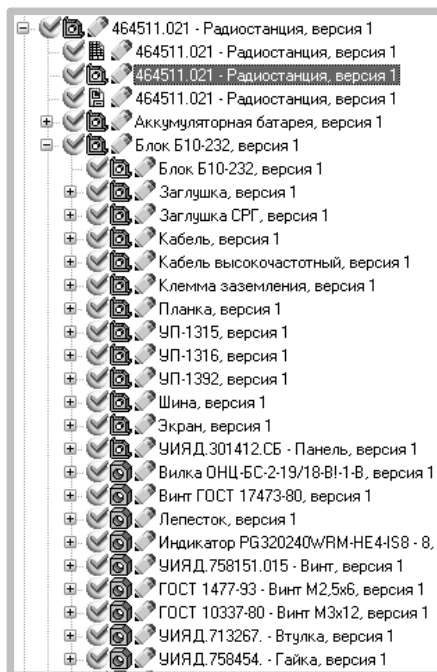 464511.021 - Радиостанция, версия 1
464511.021 - Радиостанция, версия 1
464511.021 - Радиостанция, версия 1
464511.021 - Радиостанция, версия 1
Аккумуляторная батарея, версия 1
Блок Б10-232, версия 1
Блок Б10-232, версия 1
Заглушка, версия 1
Заглушка СРГ, версия 1
Кабель, версия 1
Кабель высокочастотный, версия 1
Клемма заземления, версия 1
Планка, версия 1
УП-1315, версия 1
УП-1316, версия 1
УП-1392, версия 1
Шина, версия 1
Экран, версия 1
УИЯД.301412.СБ - Панель, версия 1
Вилка ОНЦ-БС-2-19/18-В!-1-В, версия 1
Винт ГОСТ 17473-80, версия 1
Лепесток, версия 1
Индикатор PG320240WRM-HE4-IS8 - 8,
УИЯД.758151.015 - Винт, версия 1
ГОСТ 1477-93 - Винт М2,5х6, версия 1
ГОСТ 10337-80 - Винт М3х12, версия 1
УИЯД.713267. - Втулка, версия 1
УИЯД.758454. - Гайка, версия 1